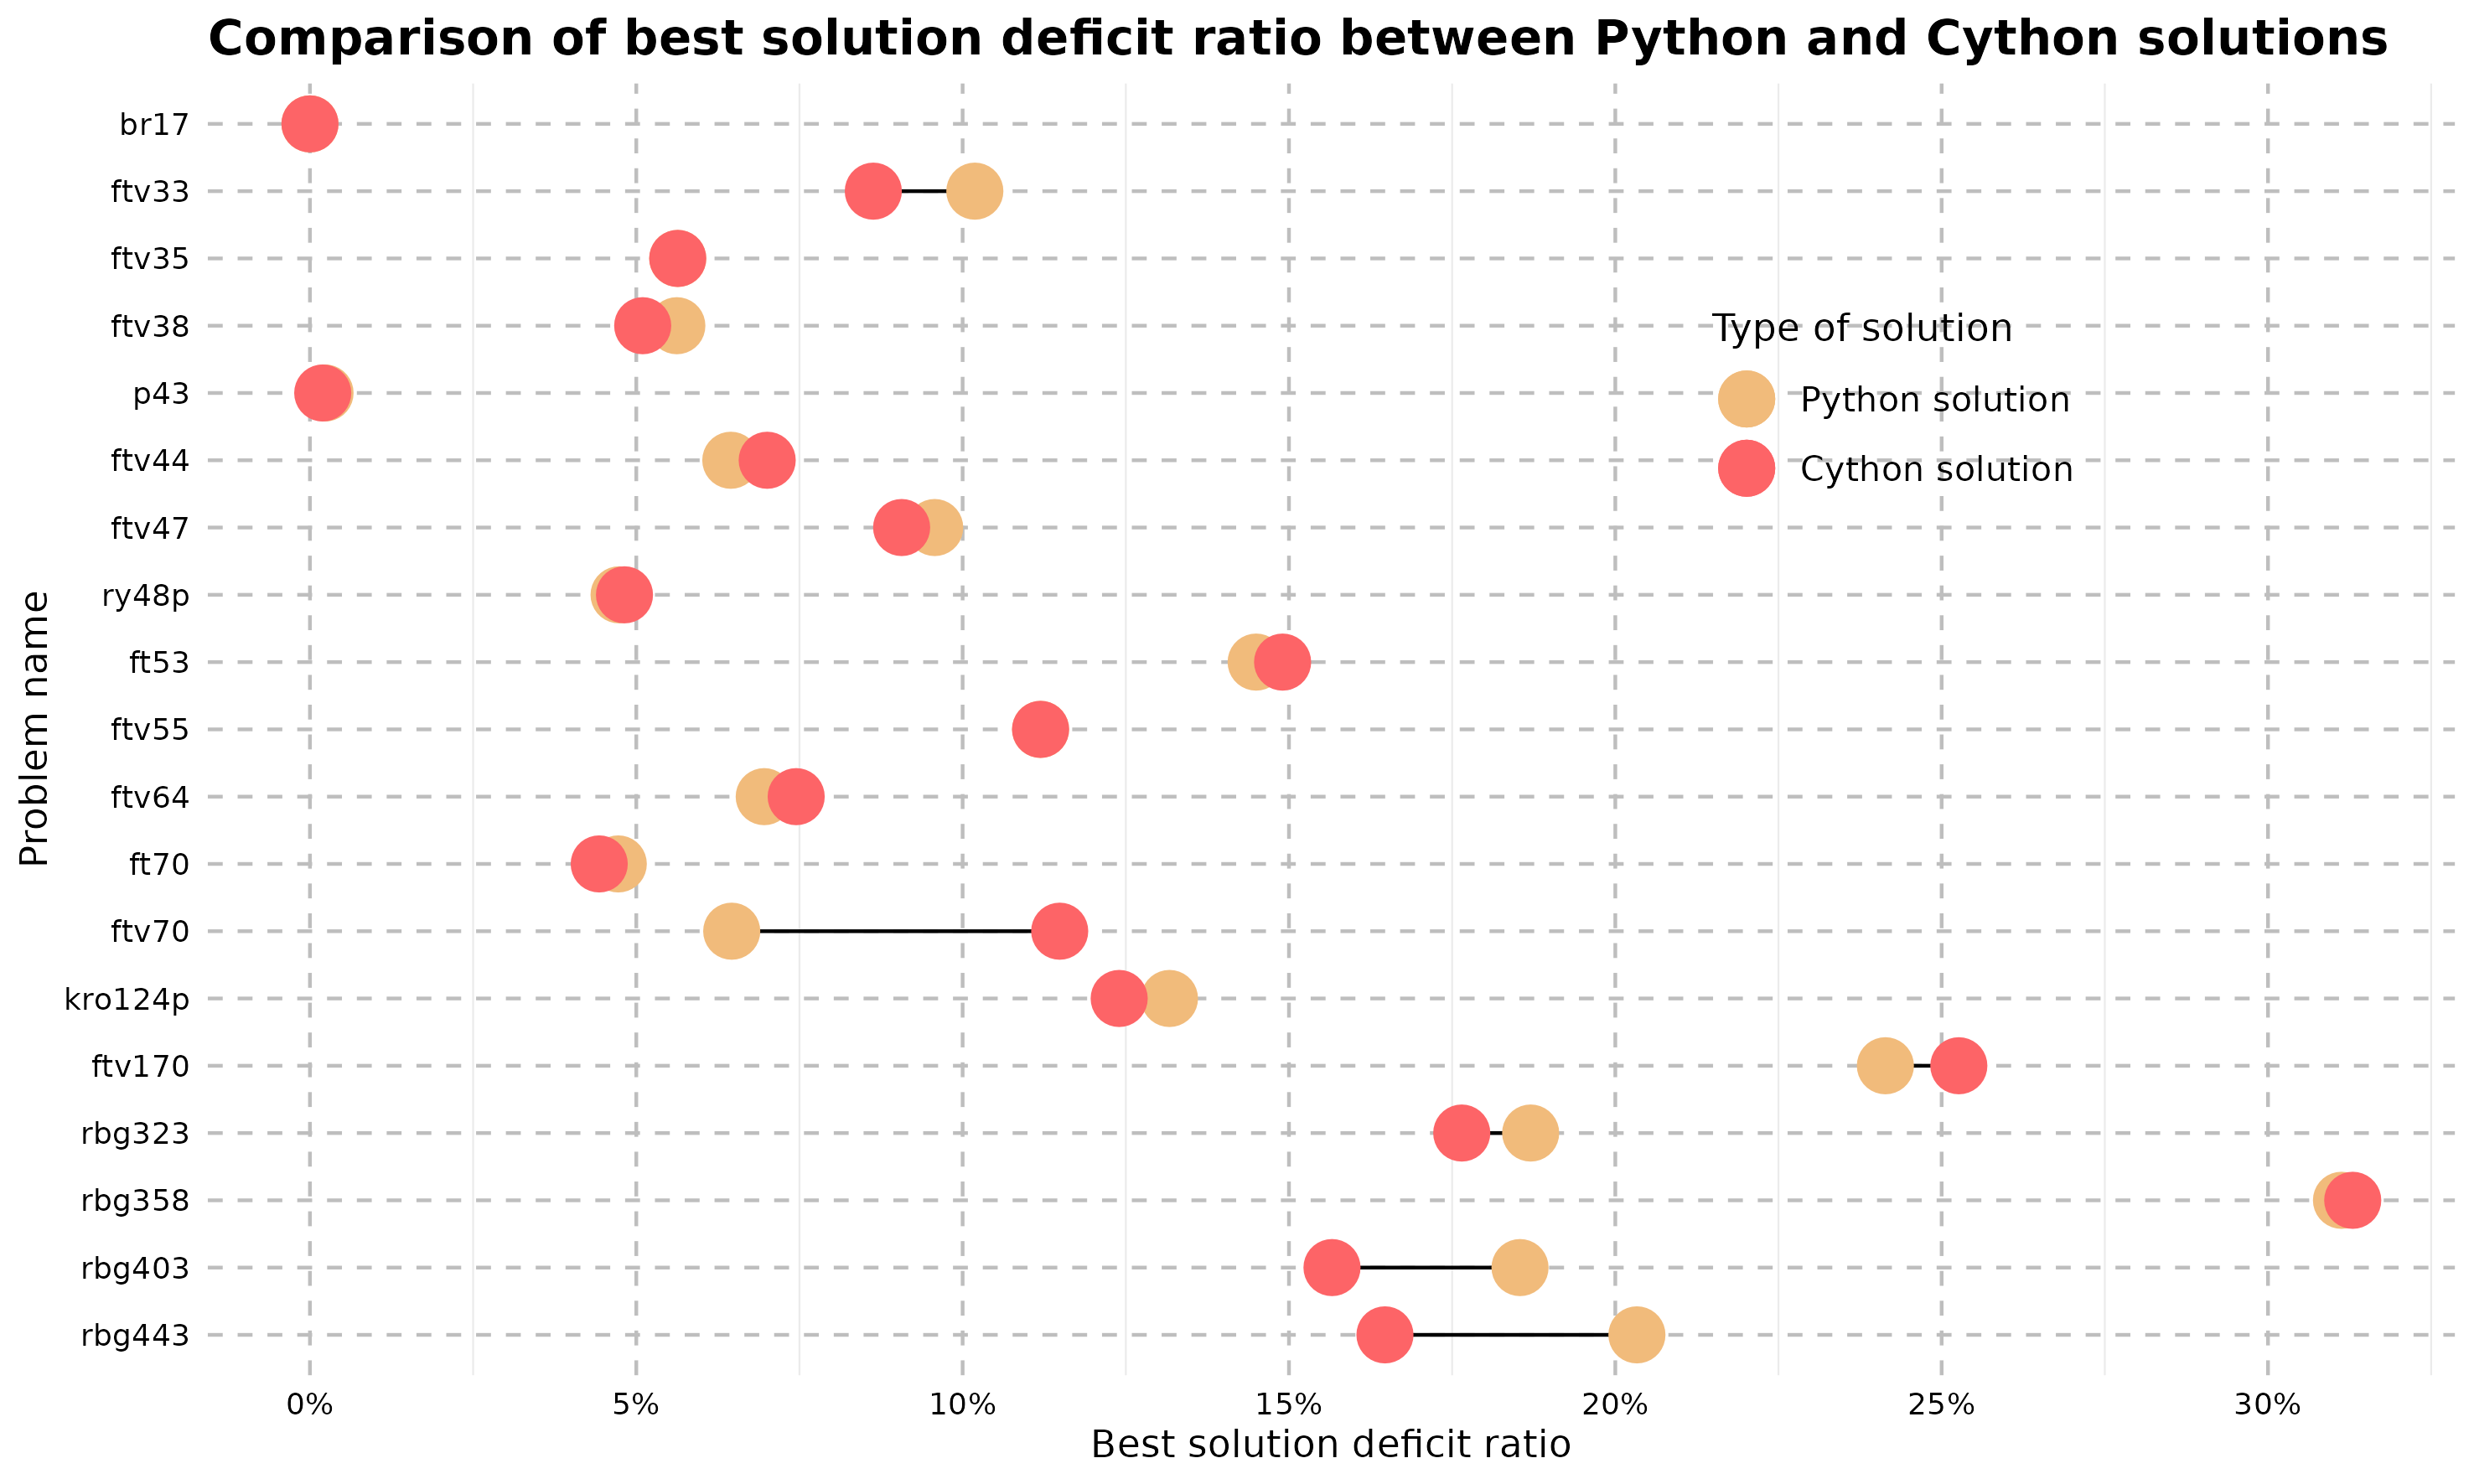 Comparison of best solution deficit ratio between Python and Cython solutions
br17
ftv33
ftv35
ftv38
p43
ftv44
ftv47
ry48p
ft53
ftv55
ftv64
ft70
ftv70
kro124p
ftv170
rbg323
rbg358
rbg403
rbg443
Problem name
Type of solution
Python solution
Cython solution
0% 5% 10% 15% 20% 25% 30%
Best solution deficit ratio